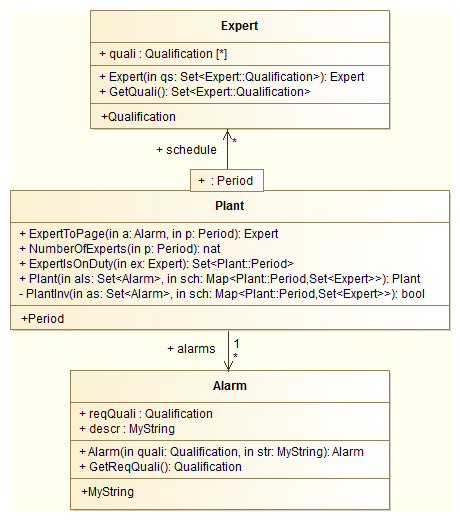 Expert
+ quali : Qualification [*]
+ Expert(in qs: Set<Expert::Qualification>): Expert
+ GetQuali(): Set<Expert::Qualification>
+Qualification
*
+ schedule
+ : Period
Plant
+ ExpertToPage(in a: Alarm, in p: Period): Expert
+ NumberOfExperts(in p: Period): nat
+ ExpertIsOnDuty(in ex: Expert): Set<Plant::Period>
+ Plant(in als: Set<Alarm>, in sch: Map<Plant::Period,Set<Expert>>): Plant
- PlantInv(in as: Set<Alarm>, in sch: Map<Plant::Period,Set<Expert>>): bool
+Period
+ alarms
1
*
Alarm
+ reqQuali : Qualification
+ descr : MyString
+ Alarm(in quali: Qualification, in str: MyString): Alarm
+ GetReqQuali(): Qualification
+MyString